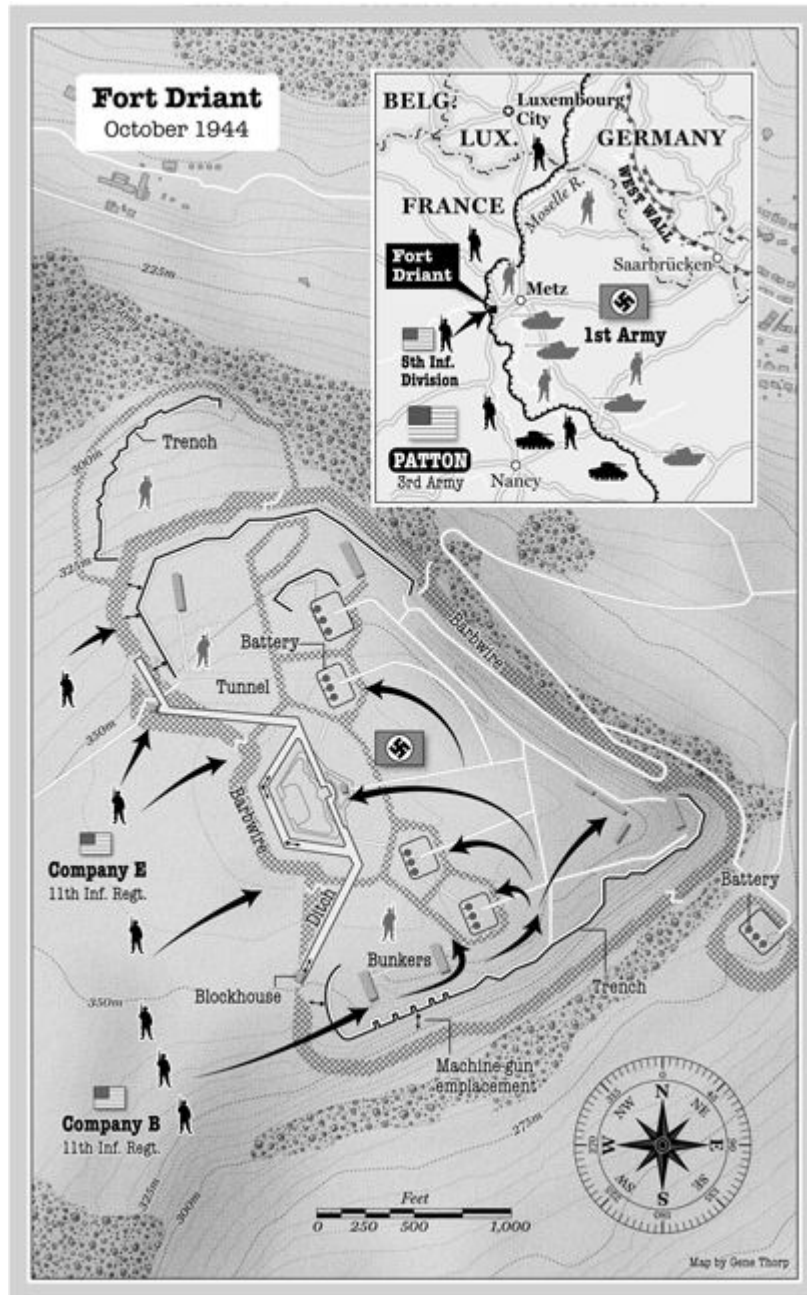 Fort Driant
October 1944
BELG.
Luxembourg
City
LUX.
GERMANY
WEST WALL
FRANCE
Moselle R.
Fort
Driant
Saarbrücken
Metz
1st Army
5th Inf.
Division
PATTON
3rd Army
Nancy
225m
300m
Trench
325m
Barbwire
Battery
Tunnel
350m
Barbwire
Company E
11th Inf. Regt.
Ditch
Battery
Bunkers
Blockhouse
Trench
350m
Machine-gun
emplacement
Company B
11th Inf. Regt.
275m
325m
300m
N
NE
E
SE
S
SW
W
NW
Feet
0 250 500 1,000
Map by Gene Thorp